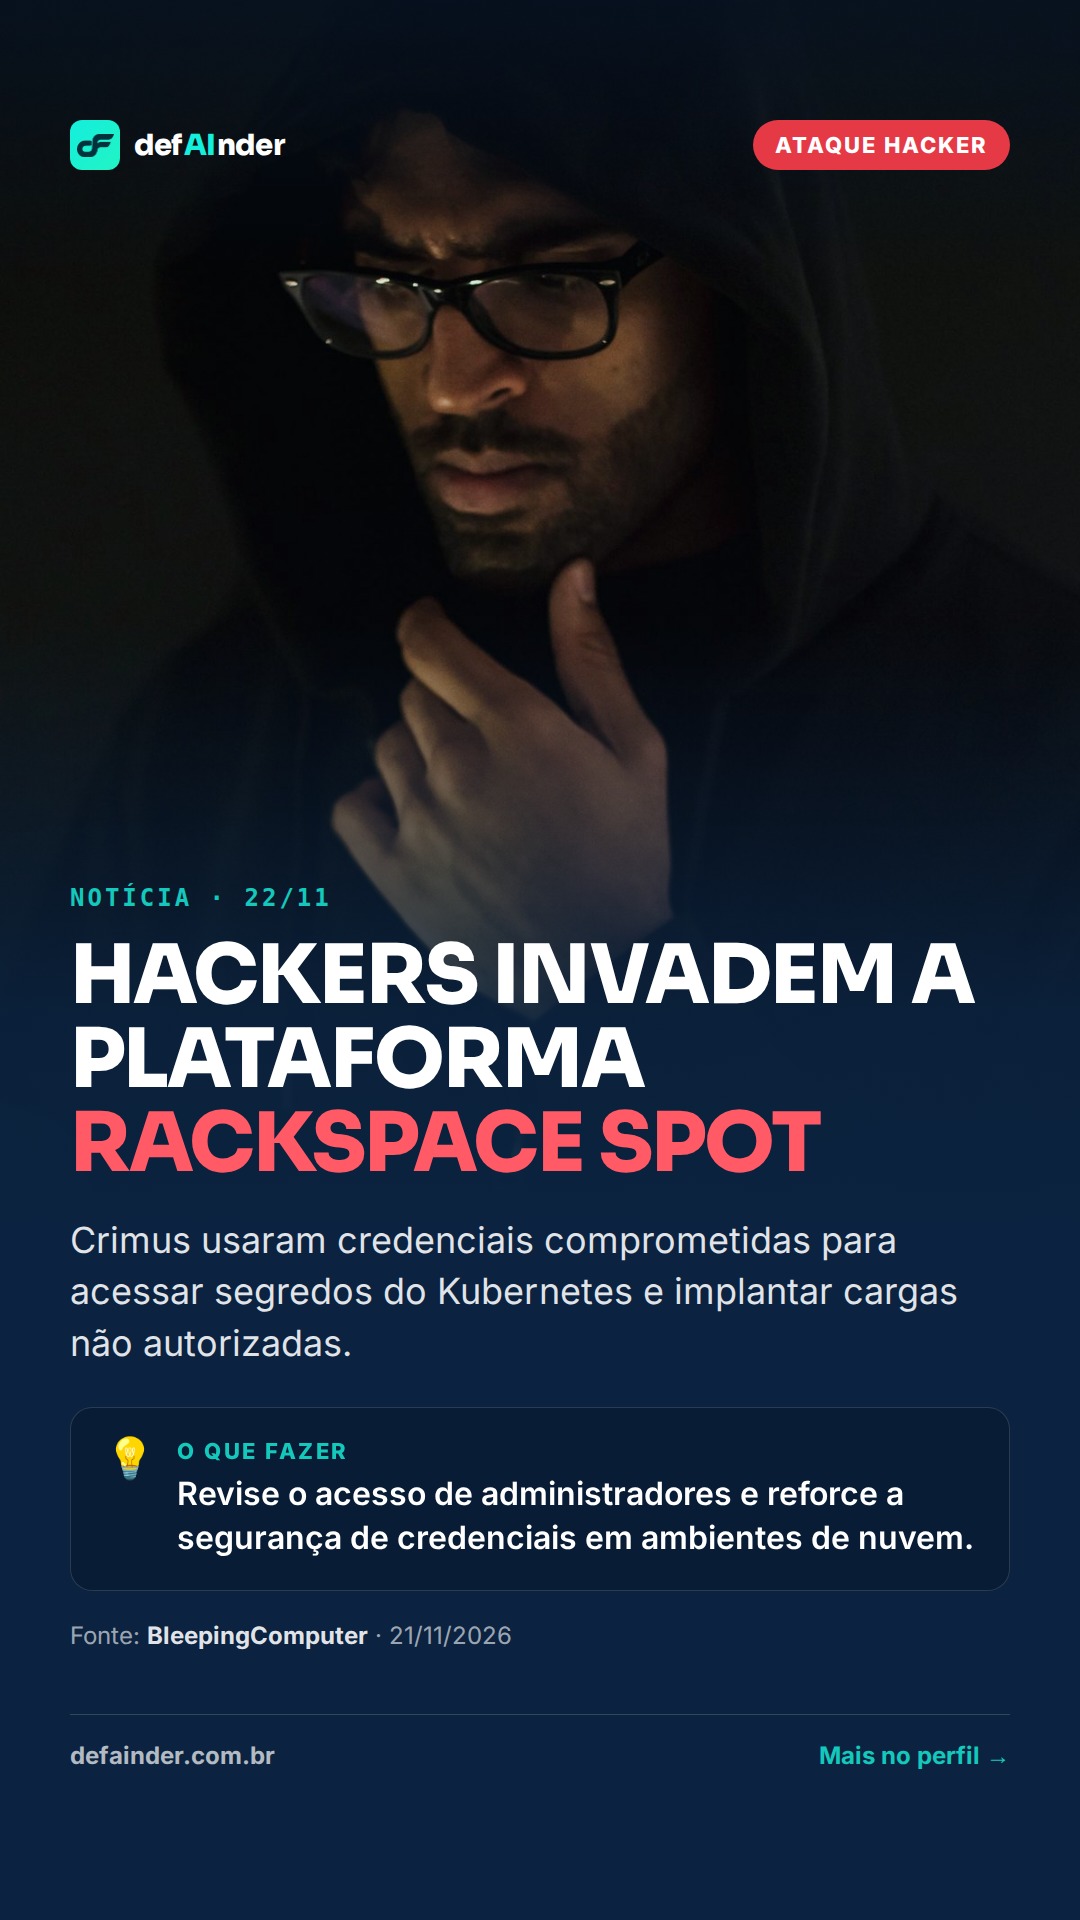 defAInder
ATAQUE HACKER
NOTÍCIA · 22/11
HACKERS INVADEM A
PLATAFORMA
RACKSPACE SPOT
Crimus usaram credenciais comprometidas para
acessar segredos do Kubernetes e implantar cargas
não autorizadas.
O QUE FAZER
Revise o acesso de administradores e reforce a
segurança de credenciais em ambientes de nuvem.
Fonte: BleepingComputer · 21/11/2026
defainder.com.br
Mais no perfil →